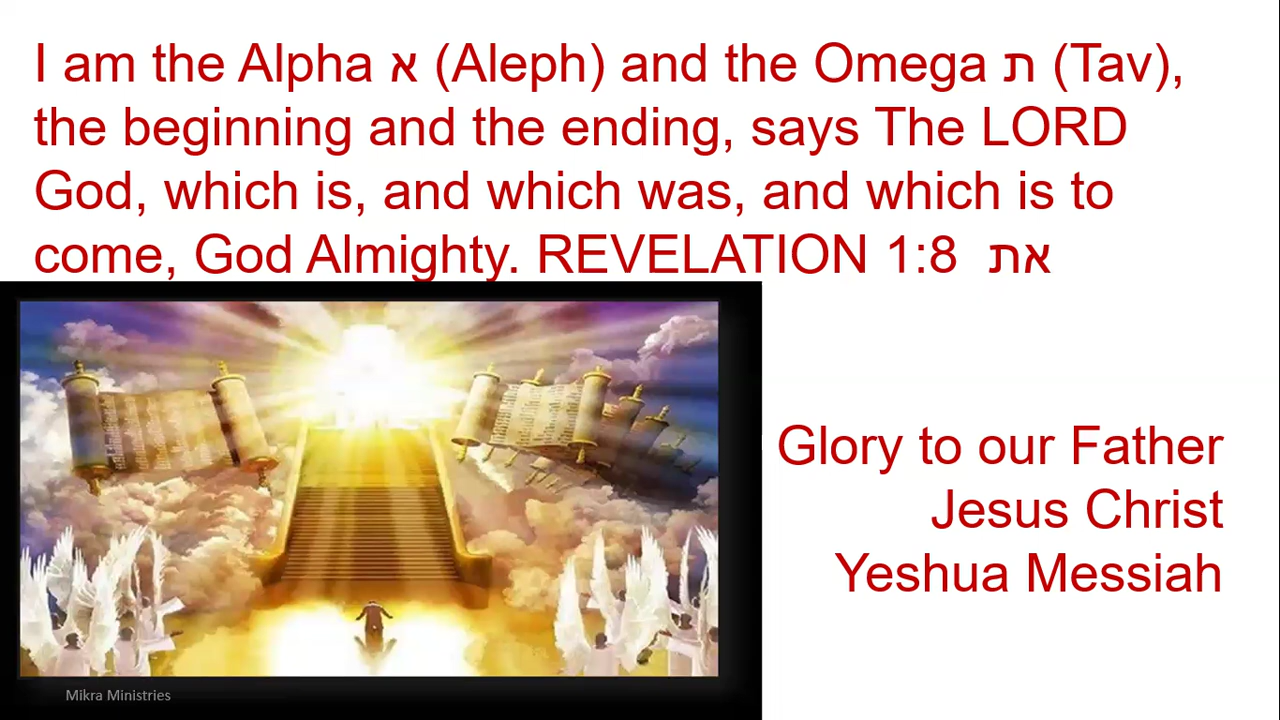 I am the Alpha א (Aleph) and the Omega ת (Tav),
the beginning and the ending, says The LORD
God, which is, and which was, and which is to
come, God Almighty. REVELATION 1:8 את
Glory to our Father
Jesus Christ
Yeshua Messiah
Mikra Ministries